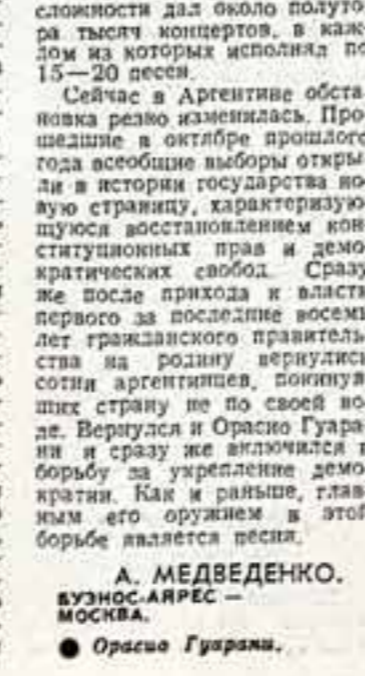 сложности дал около полуто
ра тысяч концертов, в каж
дом из которых исполнял по
15—20 песен.
Сейчас в Аргентине обста
новка резко изменилась. Про
шедшие в октябре прошлого
года всеобщие выборы откры
ли в истории государства но
вую страницу, характеризую
щуюся восстановлением кон
ституционных прав и демо
кратических свобод. Сразу
же после прихода к власти
первого за последние восемь
лет гражданского правитель
ства на родину вернулись
сотни аргентинцев, покинув
ших страну не по своей во
ле. Вернулся и Орасио Гуара
ни и сразу же включился в
борьбу за укрепление демо
кратии. Как и раньше, глав
ным его оружием в этой
борьбе является песня.
А. МЕДВЕДЕНКО.
БУЭНОС-АЙРЕС —
МОСКВА.
● Орасио Гуарани.